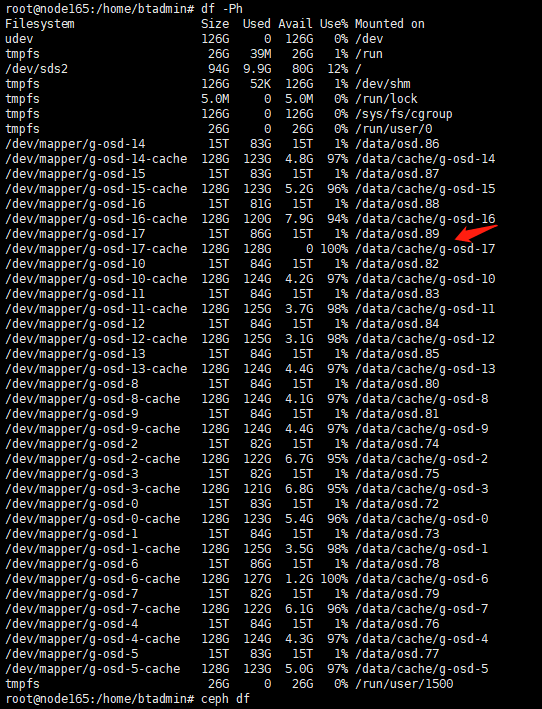 root@node165:/home/btadmin# df -Ph
Filesystem Size Used Avail Use% Mounted on
udev 126G 0 126G 0% /dev
tmpfs 26G 39M 26G 1% /run
/dev/sds2 94G 9.9G 80G 12% /
tmpfs 126G 52K 126G 1% /dev/shm
tmpfs 5.0M 0 5.0M 0% /run/lock
tmpfs 126G 0 126G 0% /sys/fs/cgroup
tmpfs 26G 0 26G 0% /run/user/0
/dev/mapper/g-osd-14 15T 83G 15T 1% /data/osd.86
/dev/mapper/g-osd-14-cache 128G 123G 4.8G 97% /data/cache/g-osd-14
/dev/mapper/g-osd-15 15T 83G 15T 1% /data/osd.87
/dev/mapper/g-osd-15-cache 128G 123G 5.2G 96% /data/cache/g-osd-15
/dev/mapper/g-osd-16 15T 81G 15T 1% /data/osd.88
/dev/mapper/g-osd-16-cache 128G 120G 7.9G 94% /data/cache/g-osd-16
/dev/mapper/g-osd-17 15T 86G 15T 1% /data/osd.89
/dev/mapper/g-osd-17-cache 128G 128G 0 100% /data/cache/g-osd-17
/dev/mapper/g-osd-10 15T 84G 15T 1% /data/osd.82
/dev/mapper/g-osd-10-cache 128G 124G 4.2G 97% /data/cache/g-osd-10
/dev/mapper/g-osd-11 15T 84G 15T 1% /data/osd.83
/dev/mapper/g-osd-11-cache 128G 125G 3.7G 98% /data/cache/g-osd-11
/dev/mapper/g-osd-12 15T 84G 15T 1% /data/osd.84
/dev/mapper/g-osd-12-cache 128G 125G 3.1G 98% /data/cache/g-osd-12
/dev/mapper/g-osd-13 15T 84G 15T 1% /data/osd.85
/dev/mapper/g-osd-13-cache 128G 124G 4.4G 97% /data/cache/g-osd-13
/dev/mapper/g-osd-8 15T 84G 15T 1% /data/osd.80
/dev/mapper/g-osd-8-cache 128G 124G 4.1G 97% /data/cache/g-osd-8
/dev/mapper/g-osd-9 15T 84G 15T 1% /data/osd.81
/dev/mapper/g-osd-9-cache 128G 124G 4.4G 97% /data/cache/g-osd-9
/dev/mapper/g-osd-2 15T 82G 15T 1% /data/osd.74
/dev/mapper/g-osd-2-cache 128G 122G 6.7G 95% /data/cache/g-osd-2
/dev/mapper/g-osd-3 15T 82G 15T 1% /data/osd.75
/dev/mapper/g-osd-3-cache 128G 121G 6.8G 95% /data/cache/g-osd-3
/dev/mapper/g-osd-0 15T 83G 15T 1% /data/osd.72
/dev/mapper/g-osd-0-cache 128G 123G 5.4G 96% /data/cache/g-osd-0
/dev/mapper/g-osd-1 15T 84G 15T 1% /data/osd.73
/dev/mapper/g-osd-1-cache 128G 125G 3.5G 98% /data/cache/g-osd-1
/dev/mapper/g-osd-6 15T 86G 15T 1% /data/osd.78
/dev/mapper/g-osd-6-cache 128G 127G 1.2G 100% /data/cache/g-osd-6
/dev/mapper/g-osd-7 15T 82G 15T 1% /data/osd.79
/dev/mapper/g-osd-7-cache 128G 122G 6.1G 96% /data/cache/g-osd-7
/dev/mapper/g-osd-4 15T 84G 15T 1% /data/osd.76
/dev/mapper/g-osd-4-cache 128G 124G 4.3G 97% /data/cache/g-osd-4
/dev/mapper/g-osd-5 15T 83G 15T 1% /data/osd.77
/dev/mapper/g-osd-5-cache 128G 123G 5.0G 97% /data/cache/g-osd-5
tmpfs 26G 0 26G 0% /run/user/1500
root@node165:/home/btadmin# ceph df